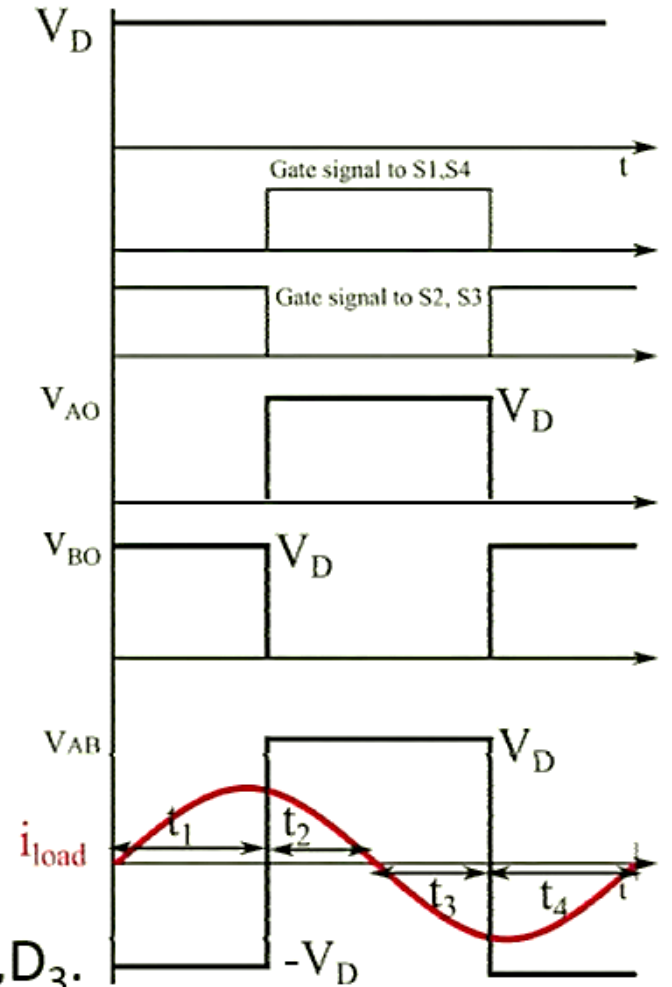 V_D
t
Gate signal to S1,S4
Gate signal to S2, S3
V_AO
V_D
V_BO
V_D
V_AB
V_D
t_1
t_2
i_load
t_3
t_4
t
,D_3.
-V_D